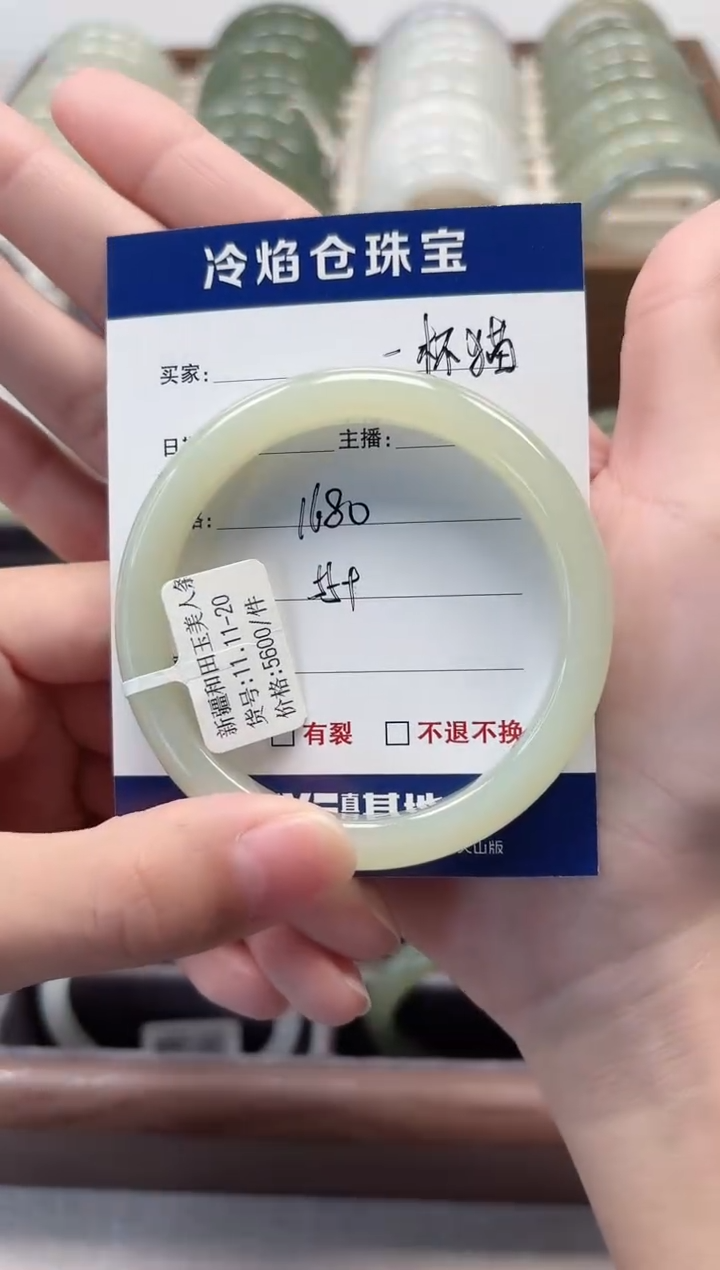 冷焰仓珠宝
买家: 一杯猫
主播:
1680
新疆和田玉美人条
货号:11.11-20
价格:5600/件
□有裂 □不退不换